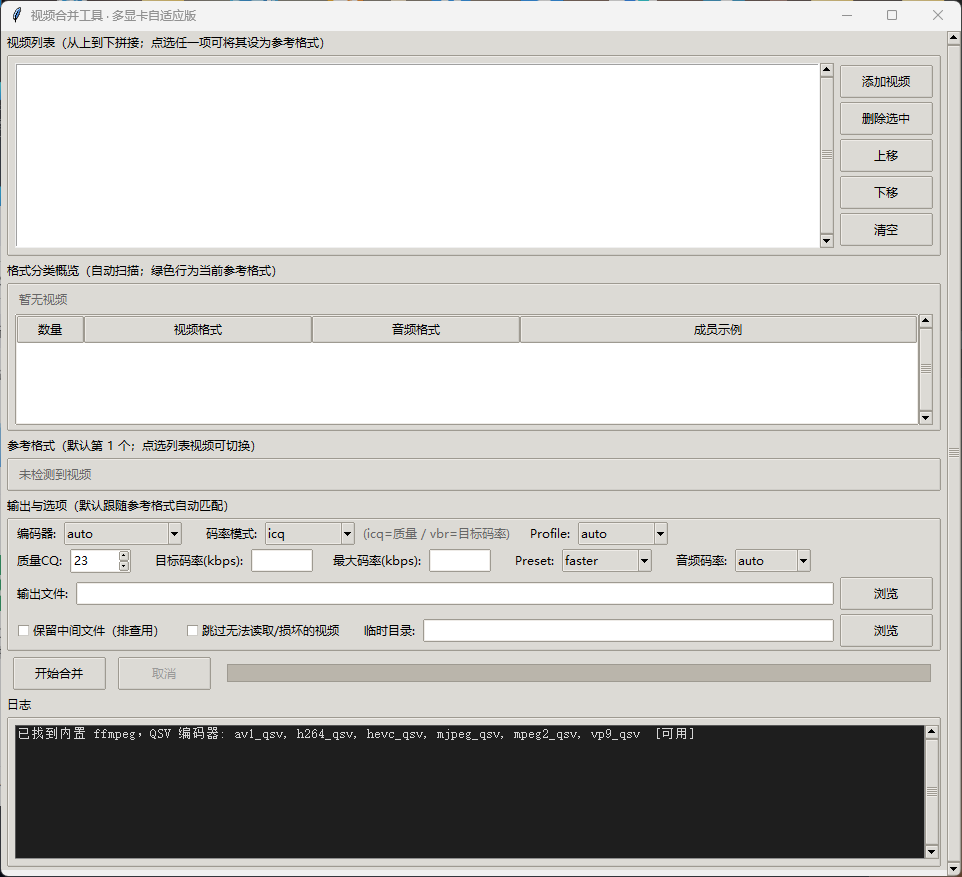 视频合并工具 · 多显卡自适应版
视频列表（从上到下拼接；点选任一项可将其设为参考格式）
添加视频
删除选中
上移
下移
清空
格式分类概览（自动扫描；绿色行为当前参考格式）
暂无视频
数量 视频格式 音频格式 成员示例
参考格式（默认第 1 个；点选列表视频可切换）
未检测到视频
输出与选项（默认跟随参考格式自动匹配）
编码器: auto 码率模式: icq (icq=质量 / vbr=目标码率) Profile: auto
质量CQ: 23 目标码率(kbps): 最大码率(kbps): Preset: faster 音频码率: auto
输出文件: 浏览
保留中间文件（排查用） 跳过无法读取/损坏的视频 临时目录: 浏览
开始合并 取消
日志
已找到内置 ffmpeg，QSV 编码器: av1_qsv, h264_qsv, hevc_qsv, mjpeg_qsv, mpeg2_qsv, vp9_qsv [可用]